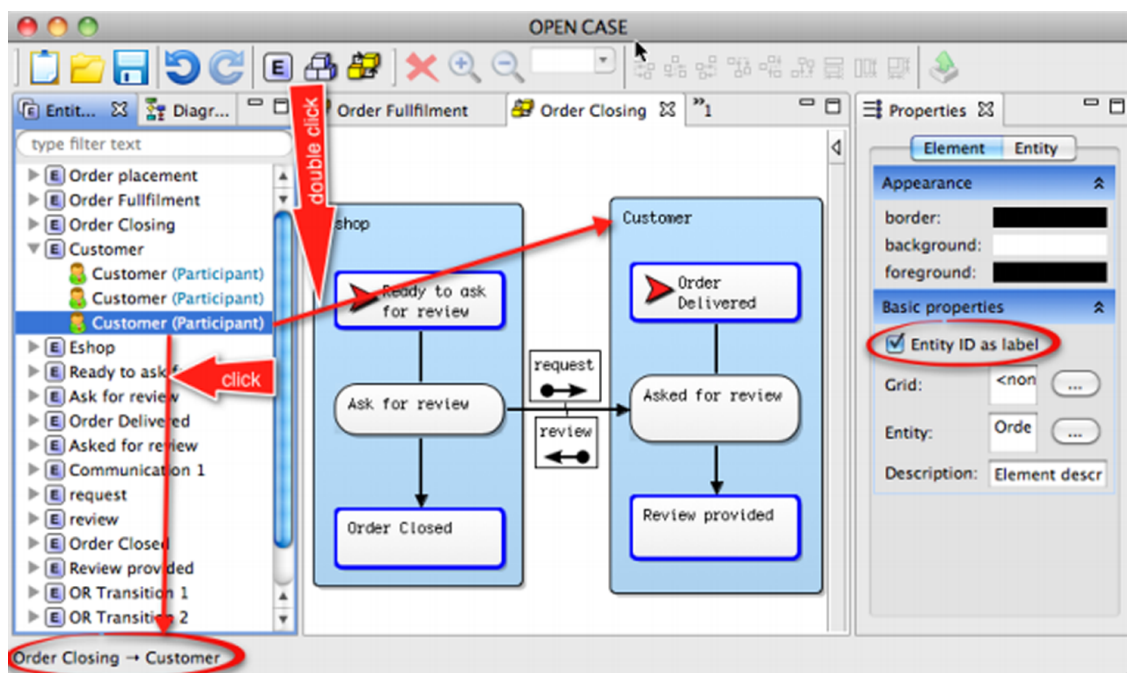 OPEN CASE
E
Entit...
Diagr...
Order Fullfilment
Order Closing
»1
Properties
type filter text
double click
Element
Entity
E Order placement
E Order Fullfilment
E Order Closing
E Customer
Customer (Participant)
Customer (Participant)
Customer (Participant)
E Eshop
E Ready to ask f
E Ask for review
E Order Delivered
E Asked for review
E Communication 1
E request
E review
E Order Closed
E Review provided
E OR Transition 1
E OR Transition 2
click
Order Closing → Customer
shop
Ready to ask
for review
Ask for review
Order Closed
request
review
Customer
Order
Delivered
Asked for review
Review provided
Appearance
border:
background:
foreground:
Basic properties
Entity ID as label
Grid:
<non
...
Entity:
Orde
...
Description:
Element descr